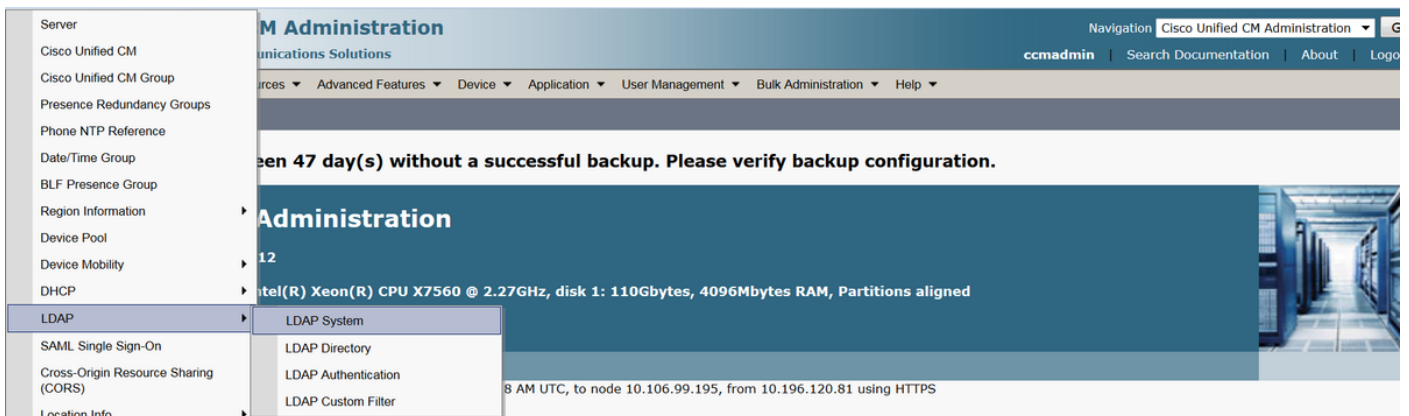 M Administration
unications Solutions
Navigation Cisco Unified CM Administration
ccmadmin | Search Documentation | About | Logo
urces Advanced Features Device Application User Management Bulk Administration Help
een 47 day(s) without a successful backup. Please verify backup configuration.
Administration
12
ntel(R) Xeon(R) CPU X7560 @ 2.27GHz, disk 1: 110Gbytes, 4096Mbytes RAM, Partitions aligned
8 AM UTC, to node 10.106.99.195, from 10.196.120.81 using HTTPS
Server
Cisco Unified CM
Cisco Unified CM Group
Presence Redundancy Groups
Phone NTP Reference
Date/Time Group
BLF Presence Group
Region Information
Device Pool
Device Mobility
DHCP
LDAP
SAML Single Sign-On
Cross-Origin Resource Sharing
(CORS)
Location Info
LDAP System
LDAP Directory
LDAP Authentication
LDAP Custom Filter